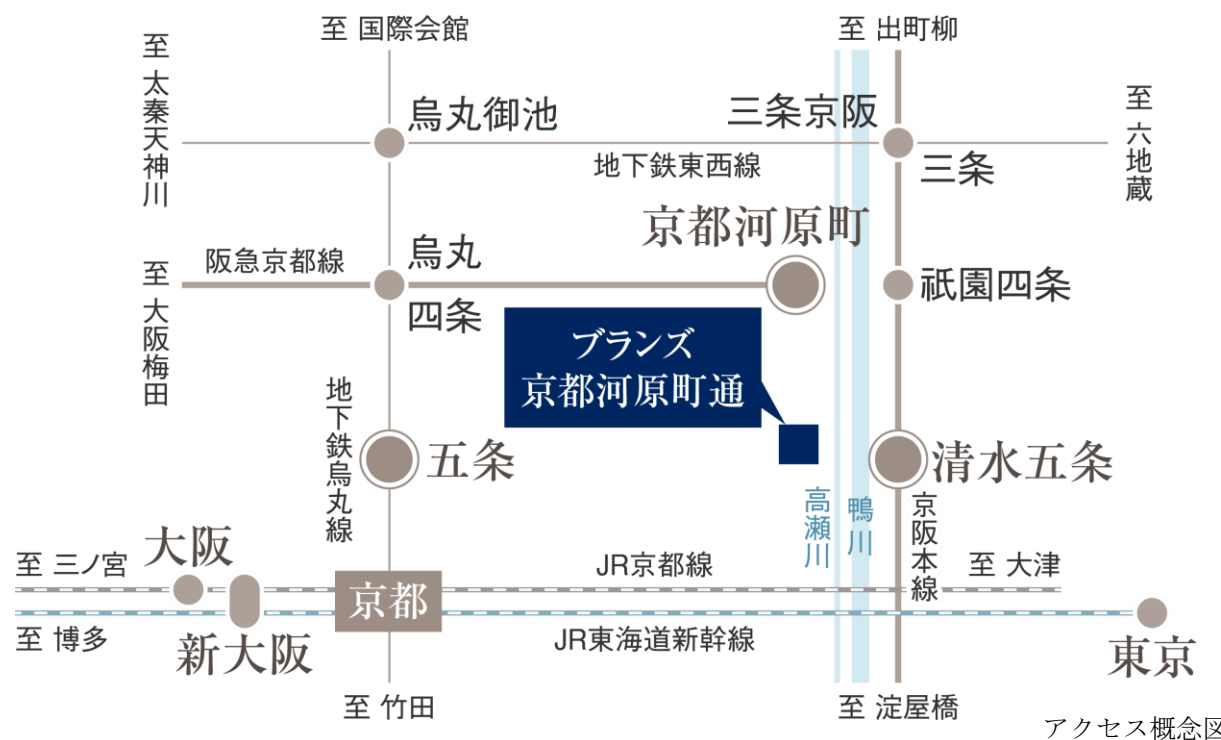 至 国際会館
至 出町柳
至 太秦天神川
烏丸御池
三条京阪
至 六地蔵
地下鉄東西線
三条
京都河原町
阪急京都線
烏丸
至 大阪梅田
四条
祇園四条
ブランズ
京都河原町通
地下鉄烏丸線
五条
清水五条
高瀬川
鴨川
京阪本線
大阪
至 三ノ宮
JR京都線
至 大津
京都
至 博多
新大阪
JR東海道新幹線
東京
至 竹田
至 淀屋橋
アクセス概念図